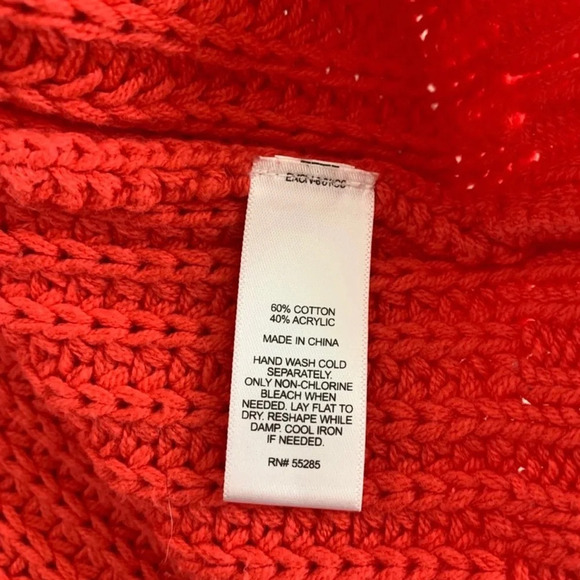 60% COTTON
40% ACRYLIC
MADE IN CHINA
HAND WASH COLD
SEPARATELY.
ONLY NON-CHLORINE
BLEACH WHEN
NEEDED. LAY FLAT TO
DRY. RESHAPE WHILE
DAMP. COOL IRON
IF NEEDED.
RN# 55285